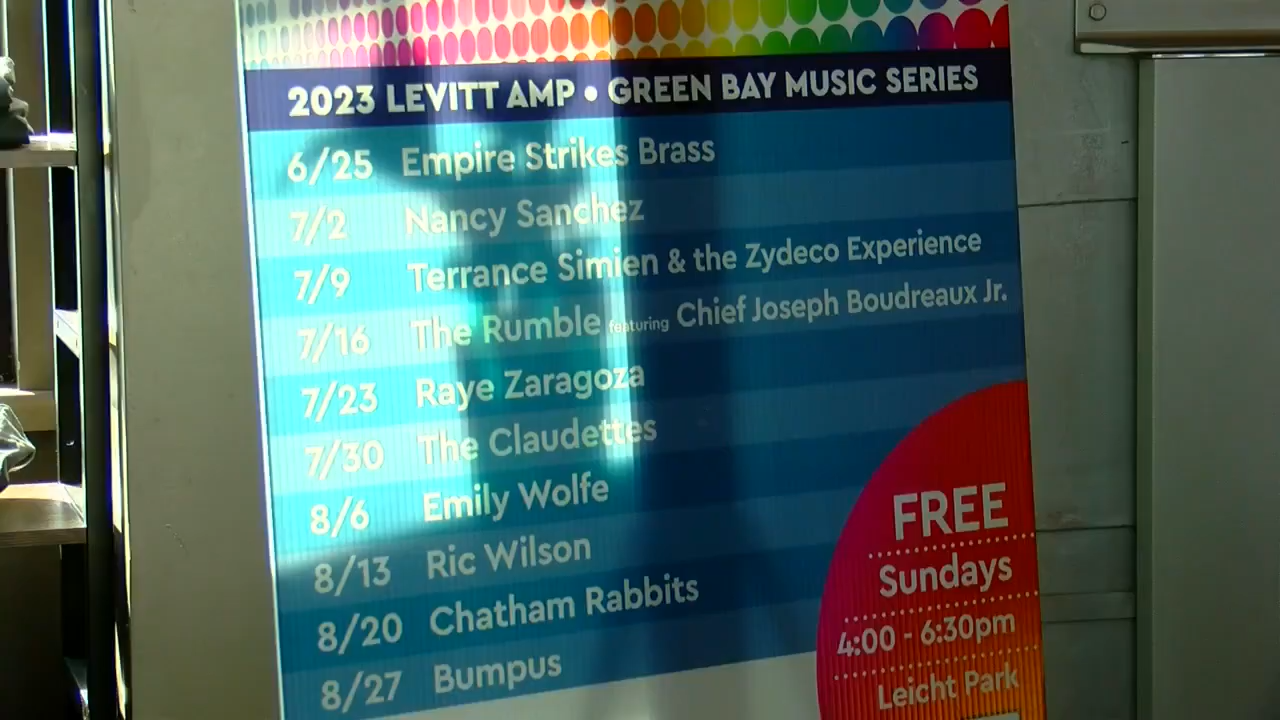 2023 LEVITT AMP • GREEN BAY MUSIC SERIES
6/25 Empire Strikes Brass
7/2 Nancy Sanchez
7/9 Terrance Simien & the Zydeco Experience
7/16 The Rumble featuring Chief Joseph Boudreaux Jr.
7/23 Raye Zaragoza
7/30 The Claudettes
8/6 Emily Wolfe
8/13 Ric Wilson
8/20 Chatham Rabbits
8/27 Bumpus
FREE
Sundays
4:00 - 6:30pm
Leicht Park